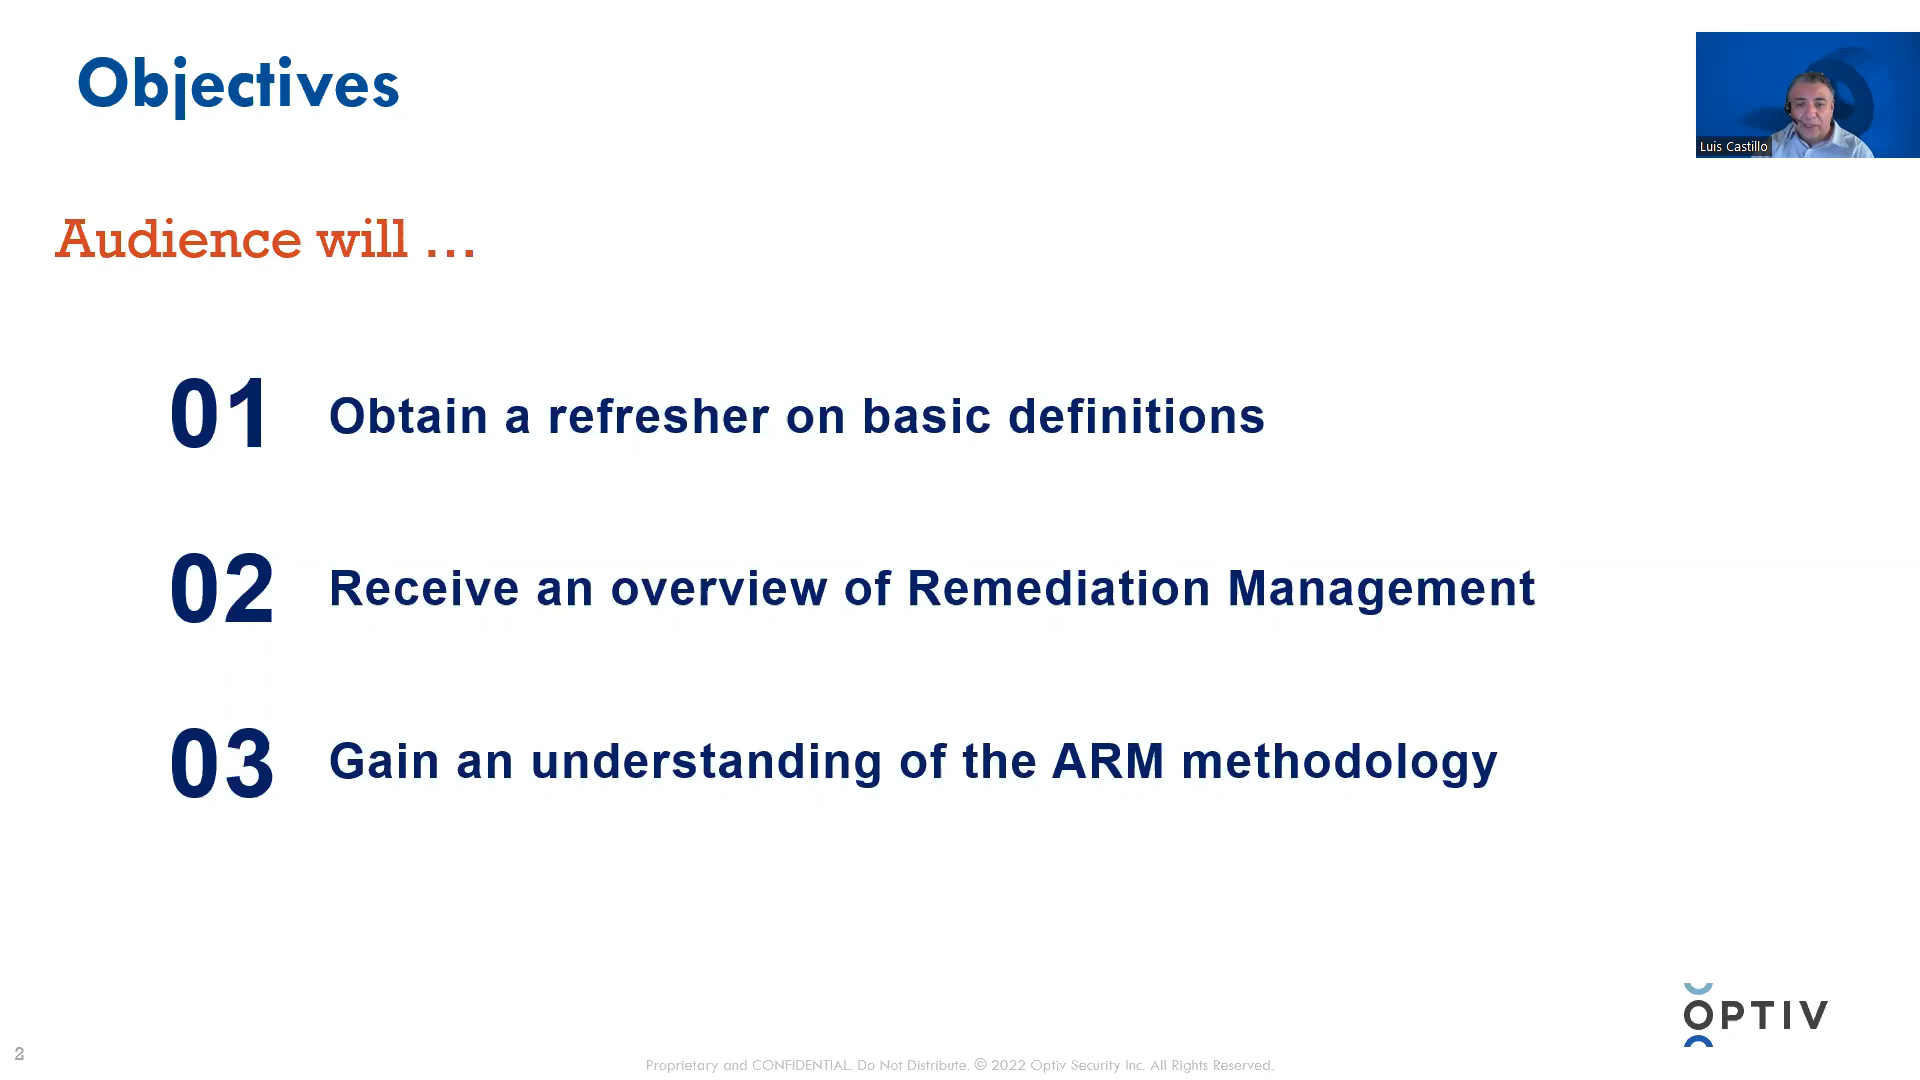 Objectives
Luis Castillo
Audience will ...
01 Obtain a refresher on basic definitions
02 Receive an overview of Remediation Management
03 Gain an understanding of the ARM methodology
OPTIV
2
Proprietary and CONFIDENTIAL. Do Not Distribute. © 2022 Optiv Security Inc. All Rights Reserved.